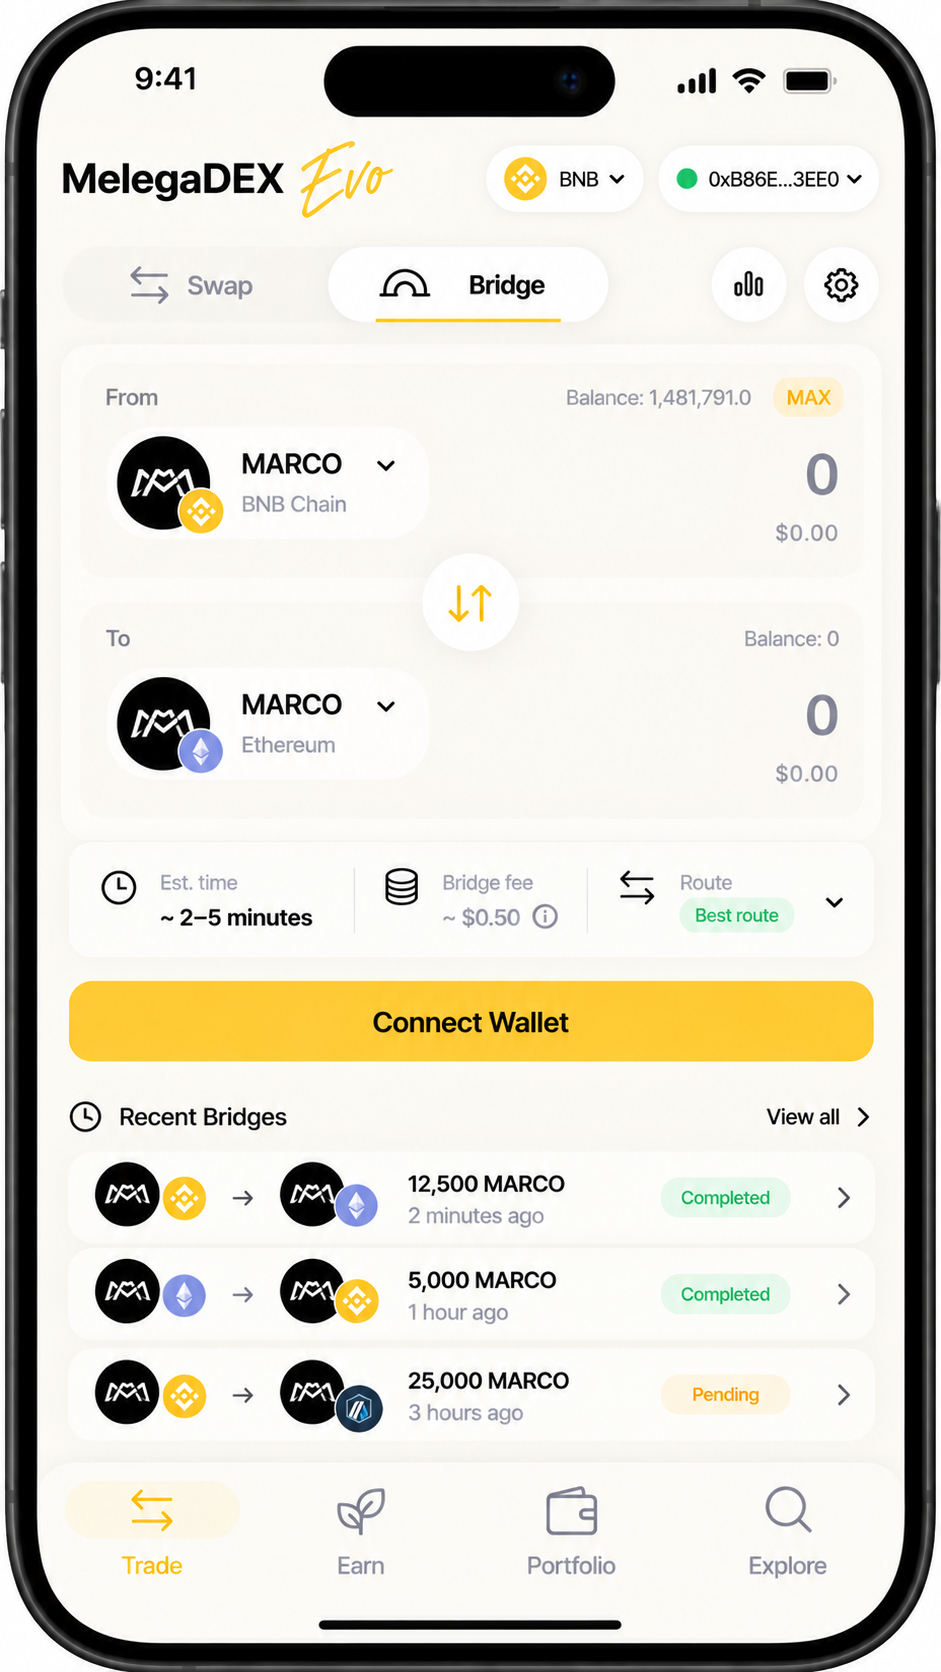 9:41
MelegaDEX Evo
BNB
0xB86E...3EE0
Swap
Bridge
From
Balance: 1,481,791.0
MAX
MARCO
BNB Chain
0
$0.00
To
Balance: 0
MARCO
Ethereum
0
$0.00
Est. time
~ 2–5 minutes
Bridge fee
~ $0.50
Route
Best route
Connect Wallet
Recent Bridges
View all
12,500 MARCO
2 minutes ago
Completed
5,000 MARCO
1 hour ago
Completed
25,000 MARCO
3 hours ago
Pending
Trade
Earn
Portfolio
Explore